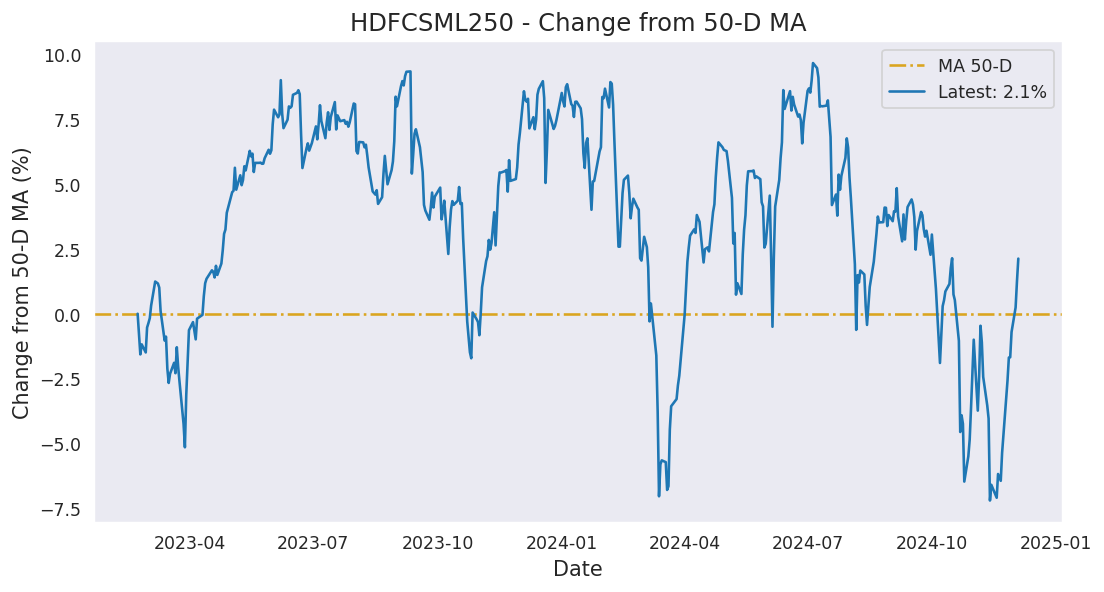 HDFCSML250 - Change from 50-D MA
MA 50-D
Latest: 2.1%
Change from 50-D MA (%)
10.0
7.5
5.0
2.5
0.0
−2.5
−5.0
−7.5
2023-04 2023-07 2023-10 2024-01 2024-04 2024-07 2024-10 2025-01
Date